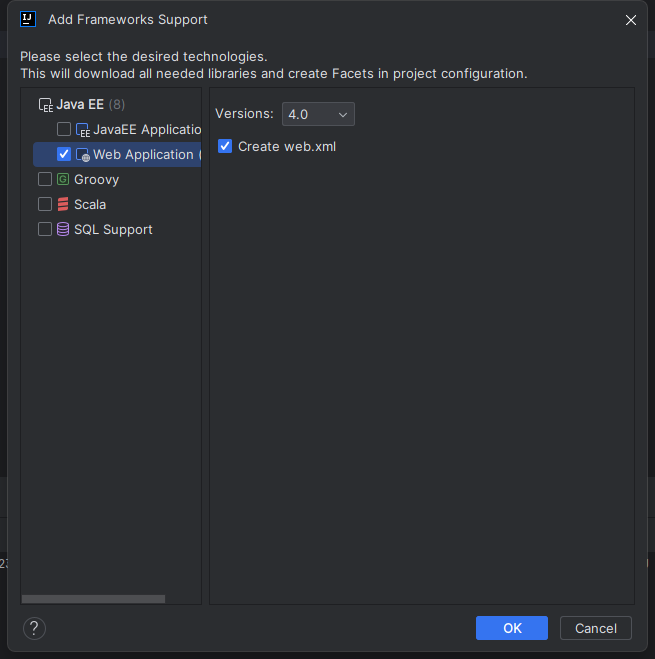 IJ
Add Frameworks Support
Please select the desired technologies.
This will download all needed libraries and create Facets in project configuration.
Java EE (8)
JavaEE Applicatio
Web Application (
Groovy
Scala
SQL Support
Versions: 4.0
Create web.xml
?
OK
Cancel